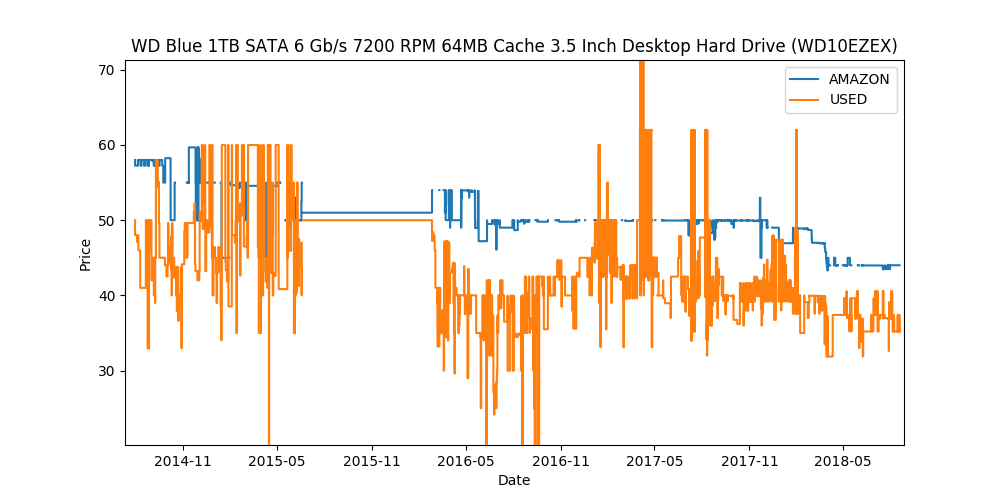 WD Blue 1TB SATA 6 Gb/s 7200 RPM 64MB Cache 3.5 Inch Desktop Hard Drive (WD10EZEX)
AMAZON
USED
Price
70
60
50
40
30
2014-11 2015-05 2015-11 2016-05 2016-11 2017-05 2017-11 2018-05
Date